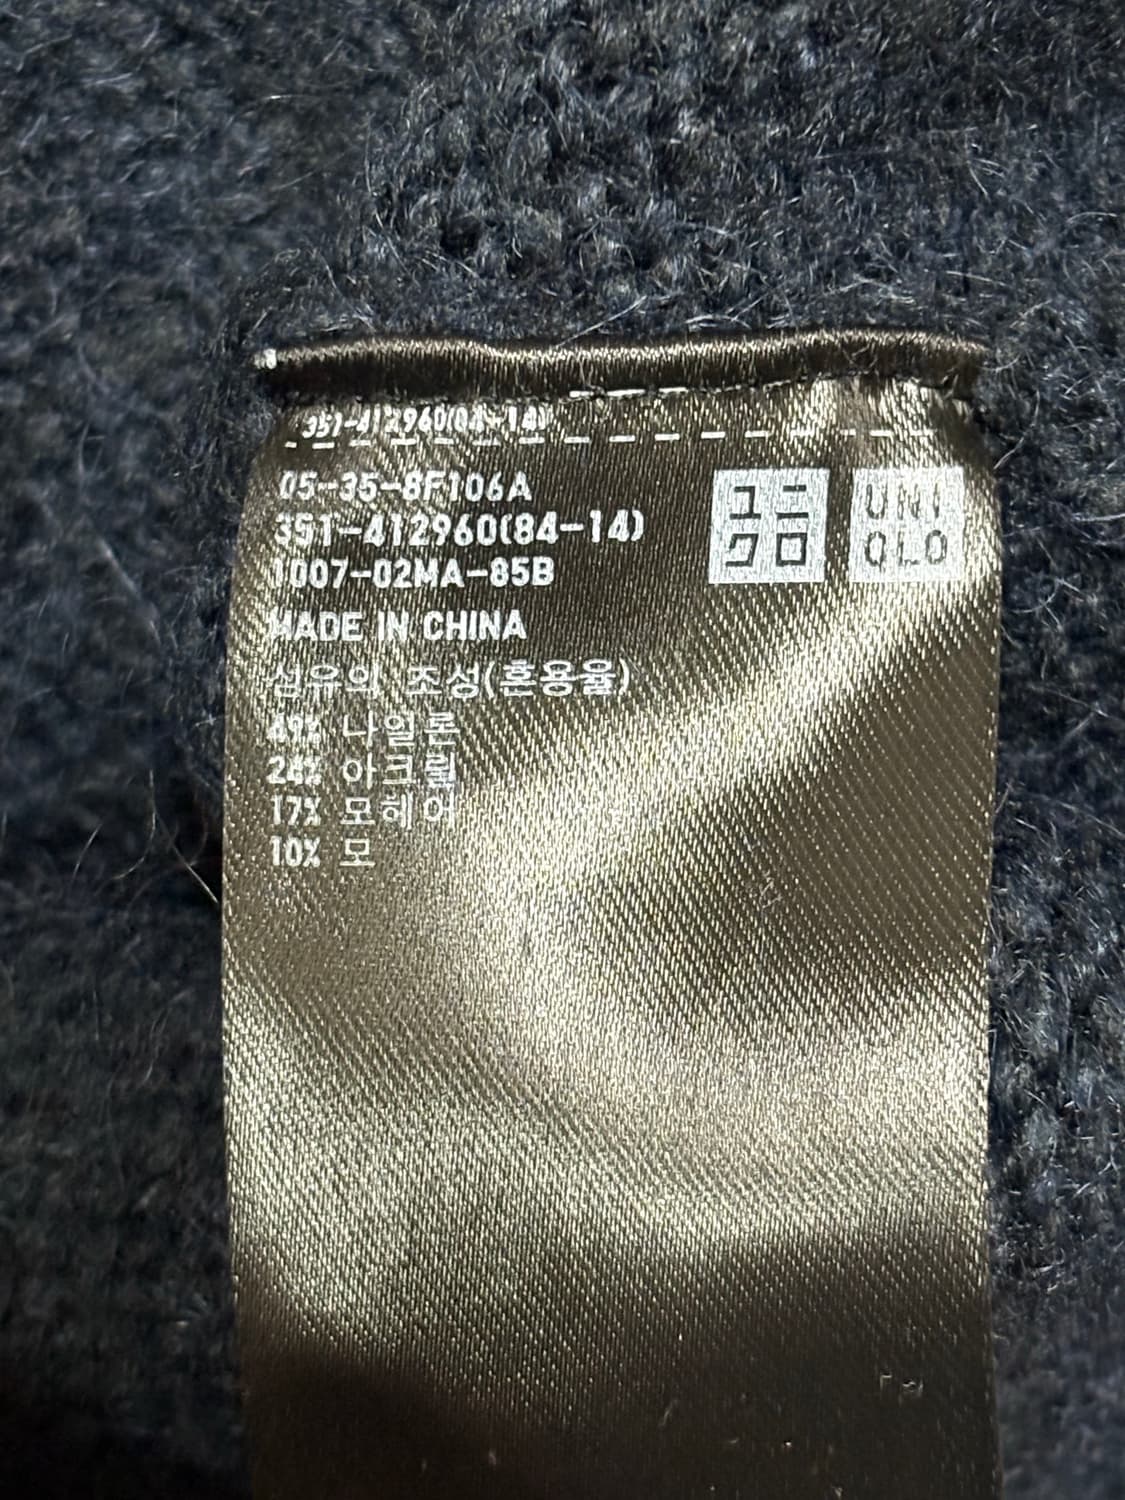 351-412960(84-14)
05-35-8F106A
351-412960(84-14)
1007-02MA-85B
ユニ
クロ
UNI
QLO
MADE IN CHINA
섬유의 조성(혼용율)
49% 나일론
24% 아크릴
17% 모헤어
10% 모